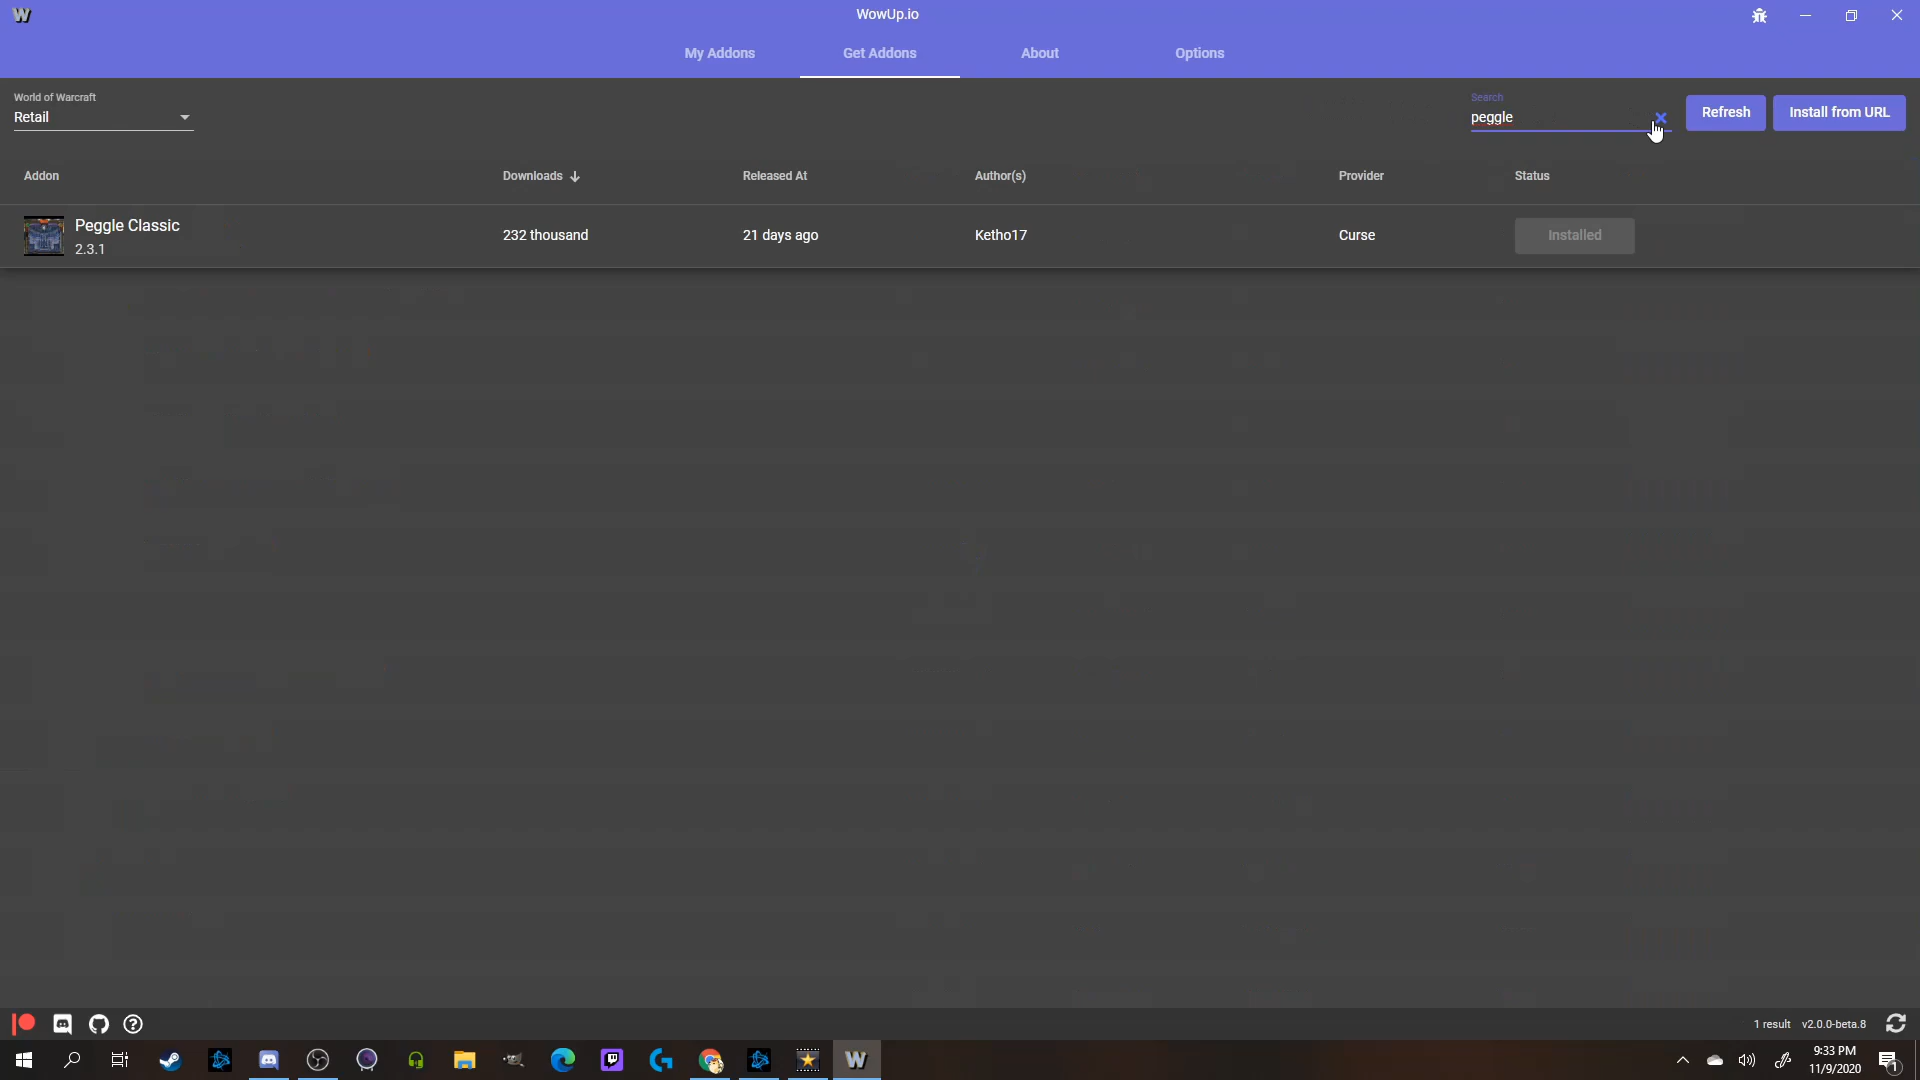 W
WowUp.io
My Addons
Get Addons
About
Options
World of Warcraft
Retail
Search
peggle
Refresh
Install from URL
Addon
Downloads
Released At
Author(s)
Provider
Status
Peggle Classic
2.3.1
232 thousand
21 days ago
Ketho17
Curse
Installed
1 result
v2.0.0-beta.8
W
9:33 PM
11/9/2020
1